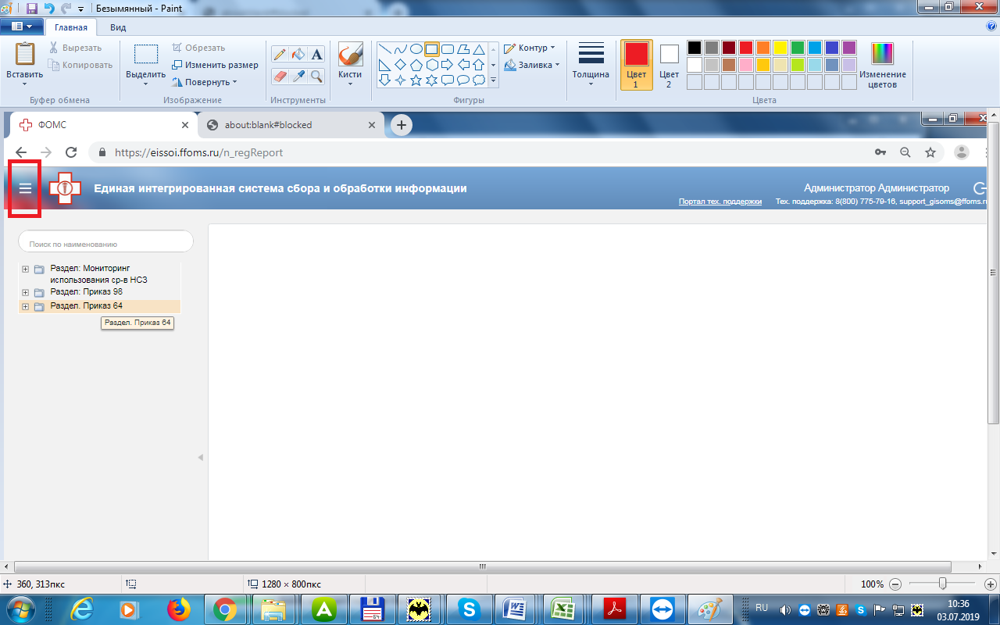 Безымянный - Paint
Главная Вид
Вставить
Вырезать
Копировать
Буфер обмена
Выделить
Обрезать
Изменить размер
Повернуть
Изображение
A
Инструменты
Кисти
Фигуры
Контур
Заливка
Толщина
Цвет 1
Цвет 2
Изменение цветов
Цвета
ФОМС
about:blank#blocked
https://eissoi.ffoms.ru/n_regReport
Единая интегрированная система сбора и обработки информации
Администратор Администратор
Портал тех. поддержки Тех. поддержка: 8(800) 775-79-16, support_gisoms@ffoms.ru
Поиск по наименованию
Раздел: Мониторинг
использования ср-в НСЗ
Раздел: Приказ 98
Раздел. Приказ 64
Раздел. Приказ 64
360, 313пкс
1280 × 800пкс
100%
RU
10:36
03.07.2019